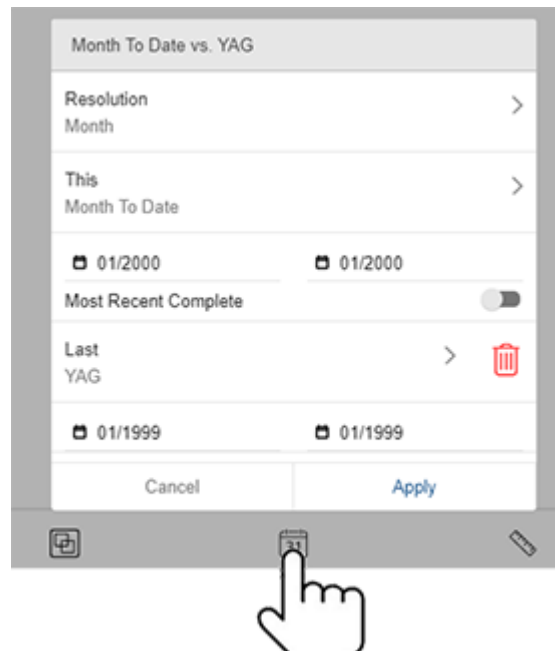 Month To Date vs. YAG
Resolution
Month
This
Month To Date
01/2000 01/2000
Most Recent Complete
Last
YAG
01/1999 01/1999
Cancel Apply
31